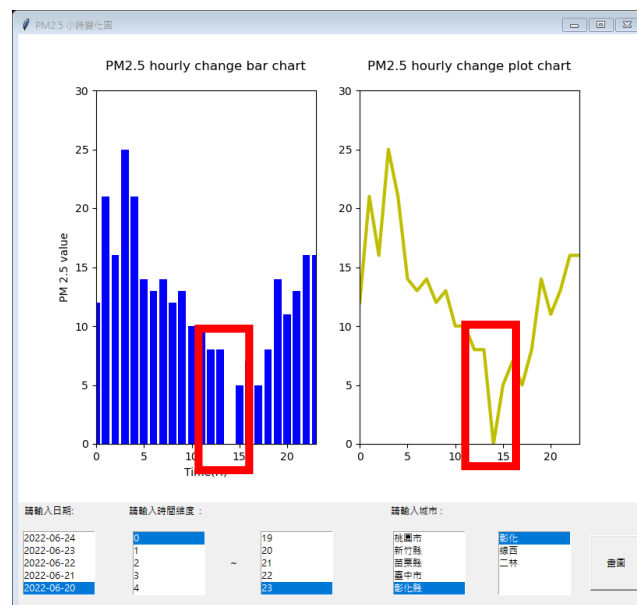 PM2.5 小時變化圖
PM2.5 hourly change bar chart
PM2.5 hourly change plot chart
30
25
20
15
10
5
0
PM 2.5 value
0 5 10 15 20
Time(H)
30
25
20
15
10
5
0
0 5 10 15 20
請輸入日期:
請輸入時間維度 :
請輸入城市 :
2022-06-24
2022-06-23
2022-06-22
2022-06-21
2022-06-20
0
1
2
3
4
~
19
20
21
22
23
桃園市
新竹縣
苗栗縣
臺中市
彰化縣
彰化
線西
二林
畫圖